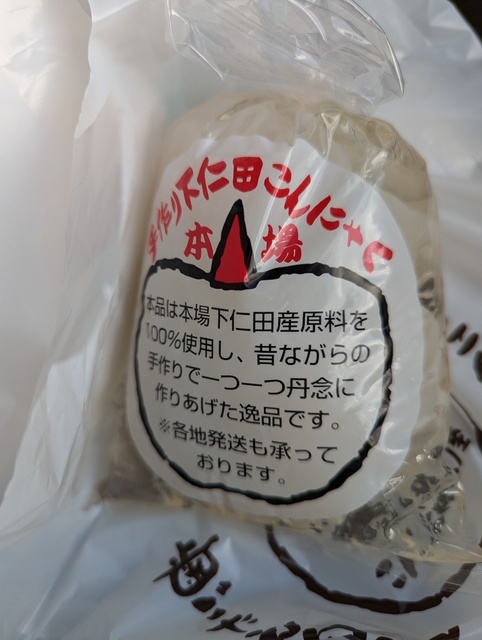 手作り下仁田こんにゃく
本場
本品は本場下仁田産原料を
100%使用し、昔ながらの
手作りで一つ一つ丹念に
作りあげた逸品です。
※各地発送も承って
おります。